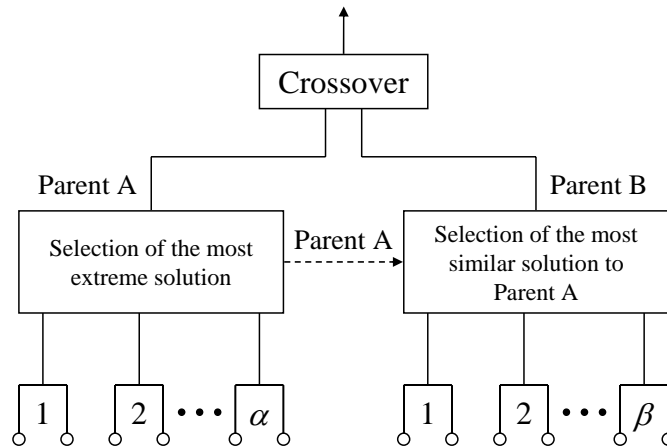 Crossover
Parent A
Parent B
Selection of the most
extreme solution
Parent A
Selection of the most
similar solution to
Parent A
1 2 ••• α
1 2 ••• β